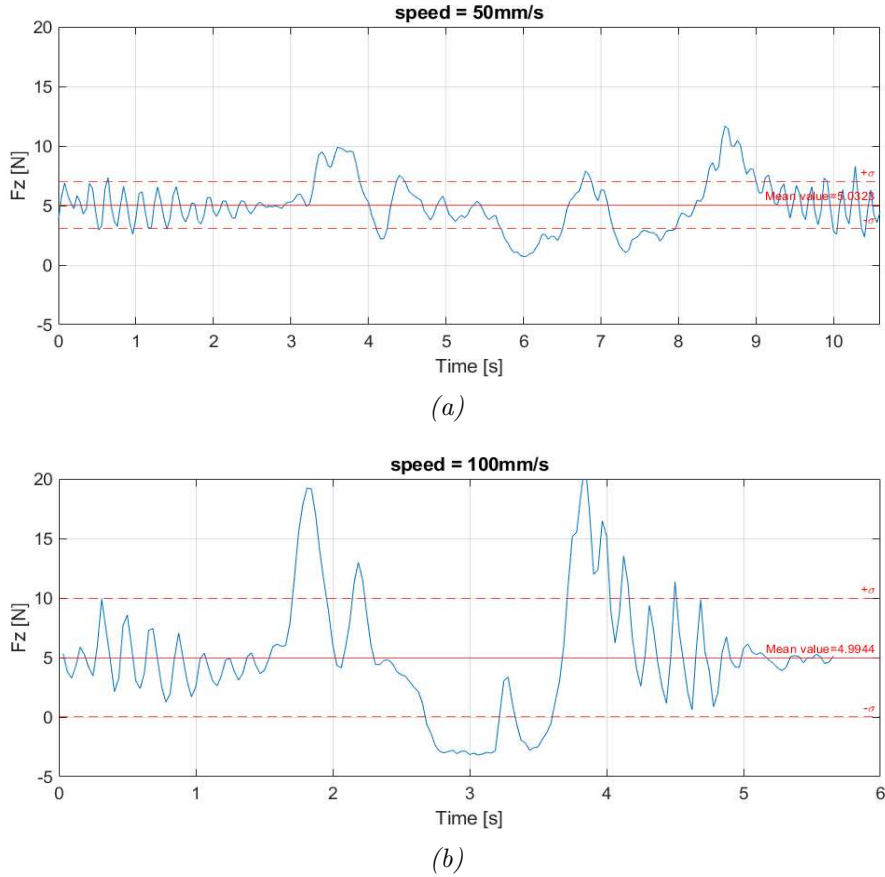 speed = 50mm/s
20
15
10
5
0
-5
Fz [N]
+σ
Mean value=5.0323
-σ
0 1 2 3 4 5 6 7 8 9 10
Time [s]
(a)
speed = 100mm/s
20
15
10
5
0
-5
Fz [N]
+σ
Mean value=4.9944
-σ
0 1 2 3 4 5 6
Time [s]
(b)